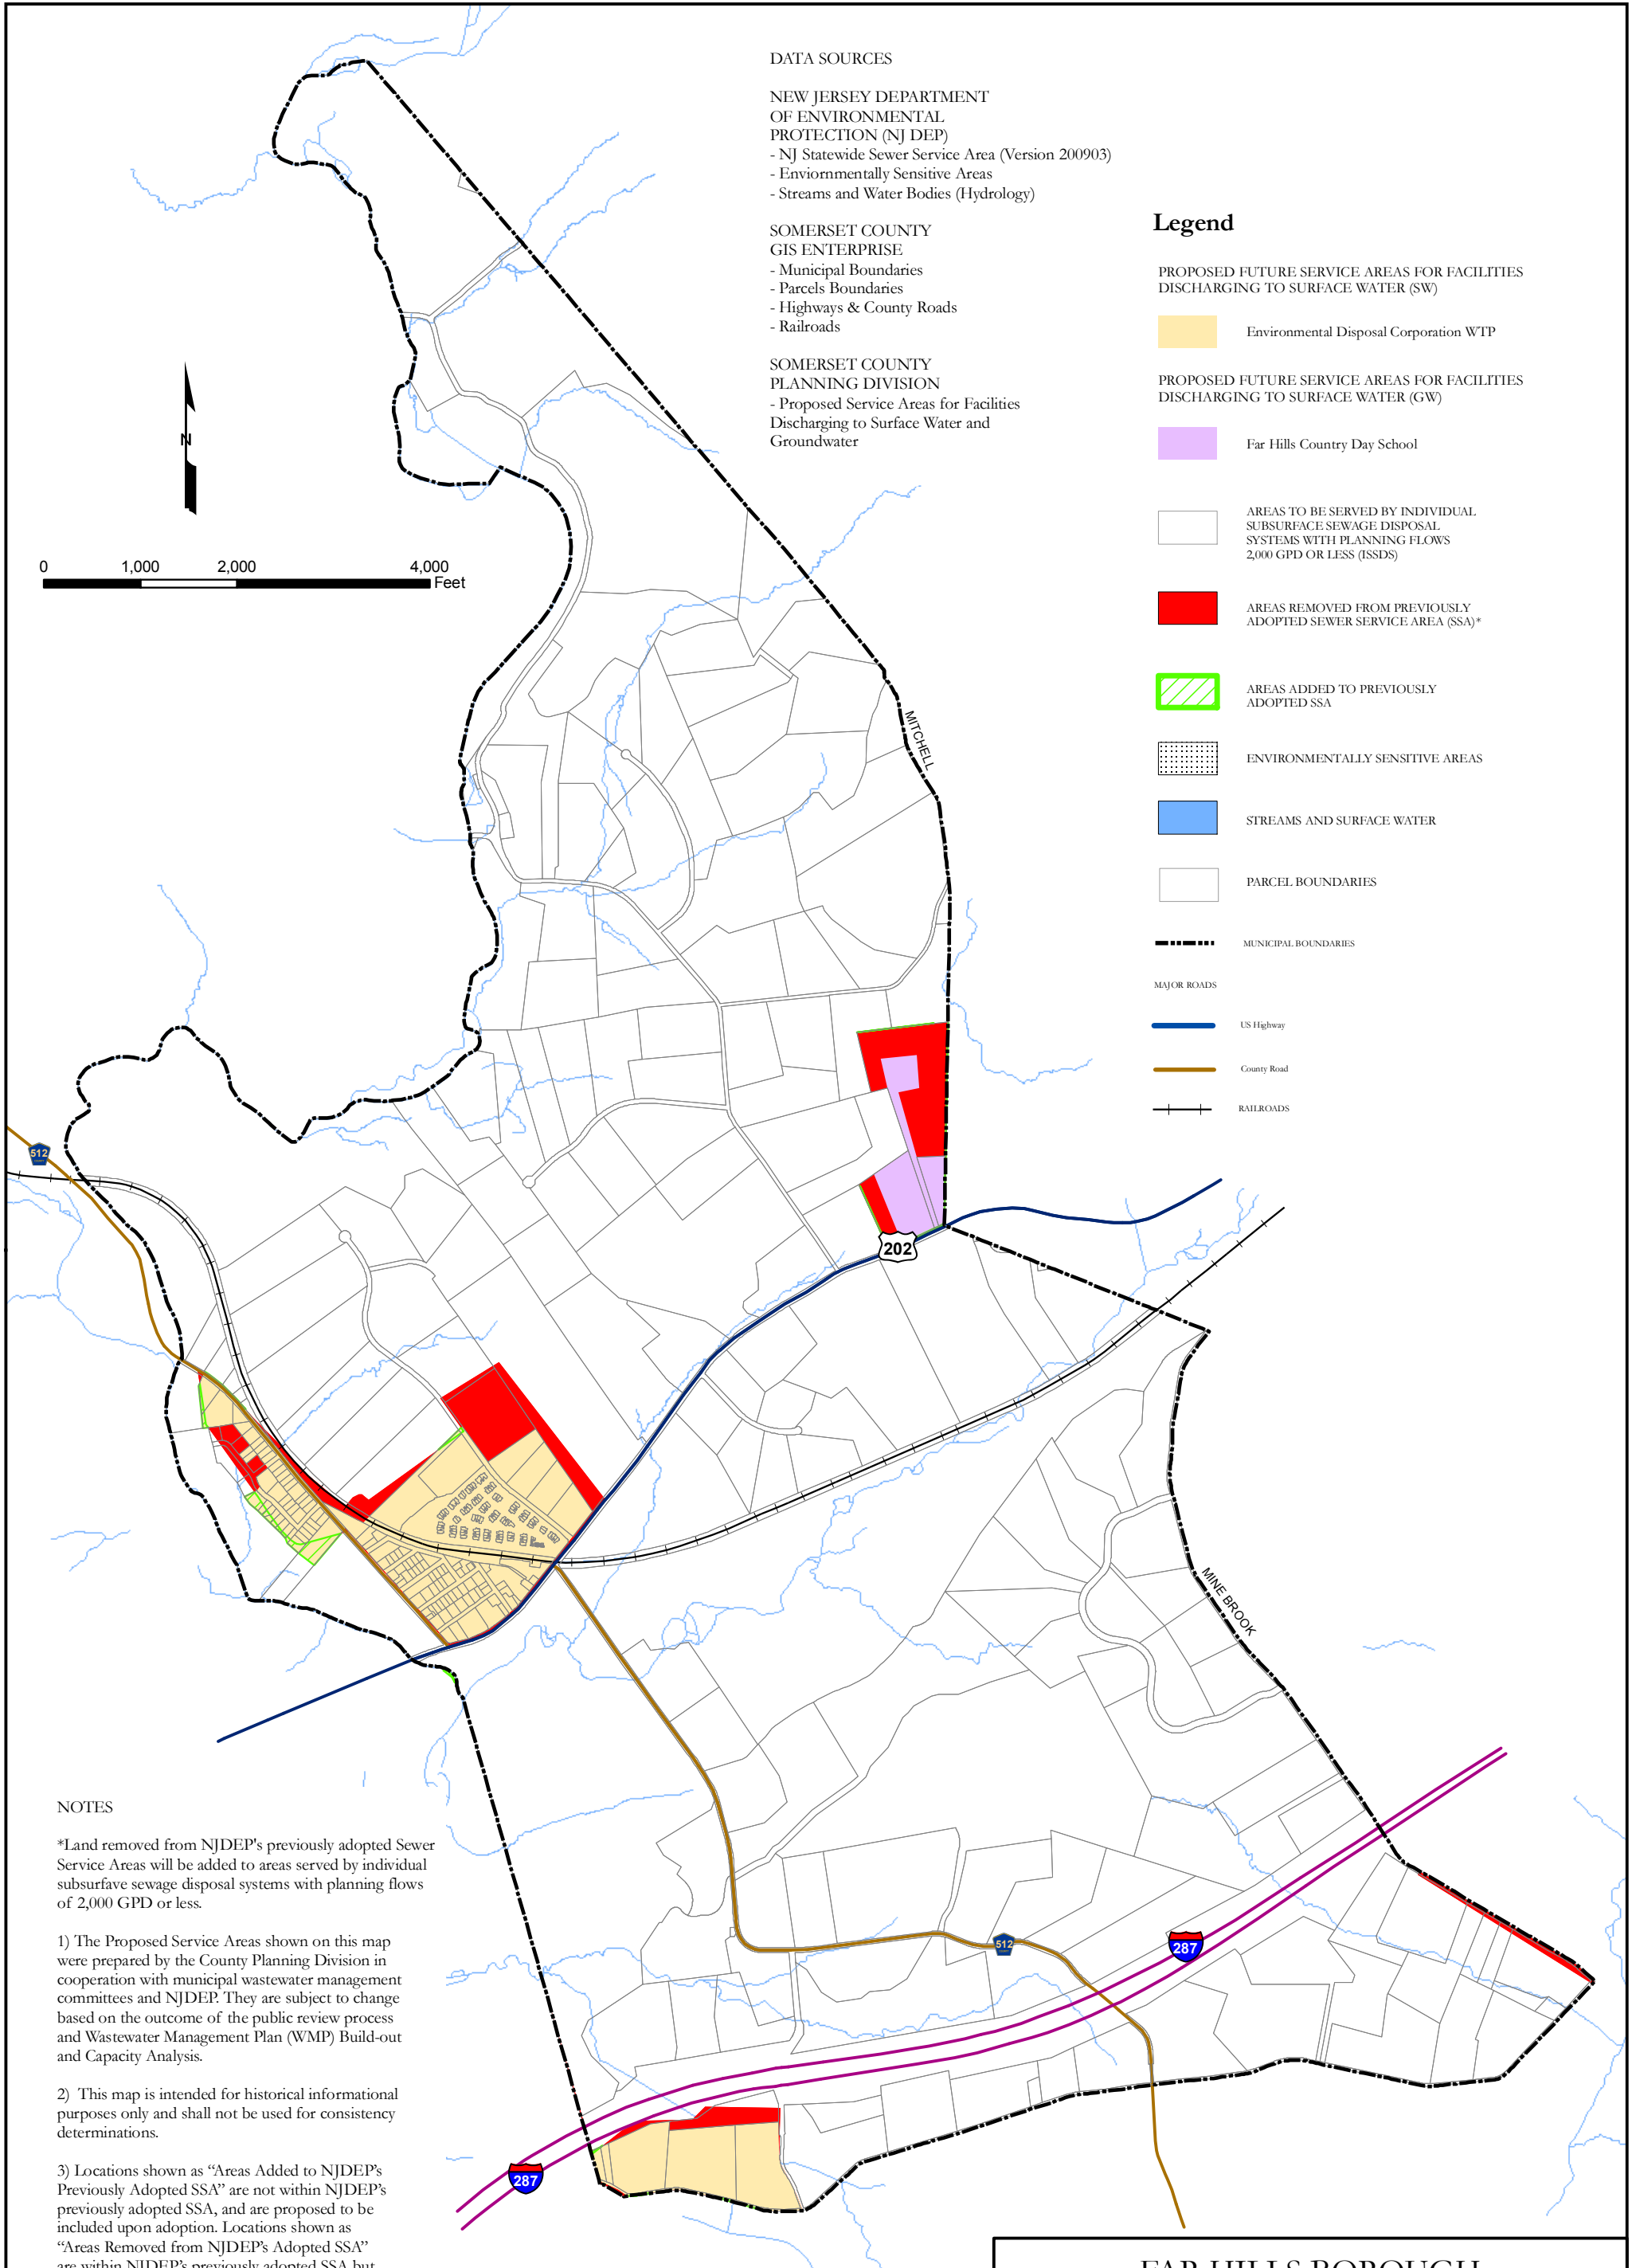 DATA SOURCES
NEW JERSEY DEPARTMENT
OF ENVIRONMENTAL
PROTECTION (NJ DEP)
- NJ Statewide Sewer Service Area (Version 200903)
- Enviornmentally Sensitive Areas
- Streams and Water Bodies (Hydrology)
SOMERSET COUNTY
GIS ENTERPRISE
- Municipal Boundaries
- Parcels Boundaries
- Highways & County Roads
- Railroads
SOMERSET COUNTY
PLANNING DIVISION
- Proposed Service Areas for Facilities
Discharging to Surface Water and
Groundwater
Legend
PROPOSED FUTURE SERVICE AREAS FOR FACILITIES
DISCHARGING TO SURFACE WATER (SW)
Environmental Disposal Corporation WTP
PROPOSED FUTURE SERVICE AREAS FOR FACILITIES
DISCHARGING TO SURFACE WATER (GW)
Far Hills Country Day School
AREAS TO BE SERVED BY INDIVIDUAL
SUBSURFACE SEWAGE DISPOSAL
SYSTEMS WITH PLANNING FLOWS
2,000 GPD OR LESS (ISSDS)
AREAS REMOVED FROM PREVIOUSLY
ADOPTED SEWER SERVICE AREA (SSA)*
AREAS ADDED TO PREVIOUSLY
ADOPTED SSA
ENVIRONMENTALLY SENSITIVE AREAS
STREAMS AND SURFACE WATER
PARCEL BOUNDARIES
MUNICIPAL BOUNDARIES
MAJOR ROADS
US Highway
County Road
RAILROADS
N
0 1,000 2,000 4,000
Feet
MITCHELL
512
202
MINE BROOK
512
287
287
NOTES
*Land removed from NJDEP's previously adopted Sewer
Service Areas will be added to areas served by individual
subsurfave sewage disposal systems with planning flows
of 2,000 GPD or less.
1) The Proposed Service Areas shown on this map
were prepared by the County Planning Division in
cooperation with municipal wastewater management
committees and NJDEP. They are subject to change
based on the outcome of the public review process
and Wastewater Management Plan (WMP) Build-out
and Capacity Analysis.
2) This map is intended for historical informational
purposes only and shall not be used for consistency
determinations.
3) Locations shown as “Areas Added to NJDEP's
Previously Adopted SSA” are not within NJDEP's
previously adopted SSA, and are proposed to be
included upon adoption. Locations shown as
“Areas Removed from NJDEP's Adopted SSA”
are within NJDEP's previously adopted SSA but
FAR HILLS BOROUGH